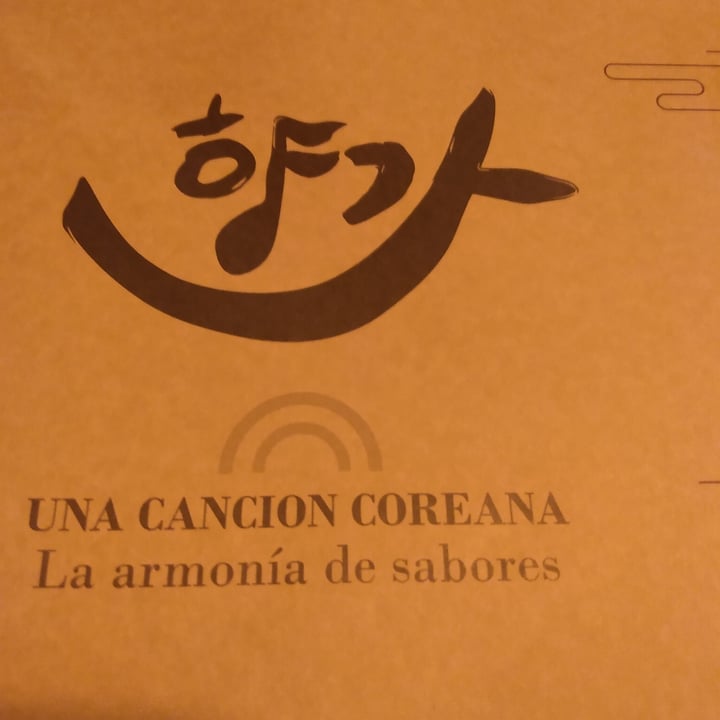 향가
UNA CANCION COREANA
La armonía de sabores